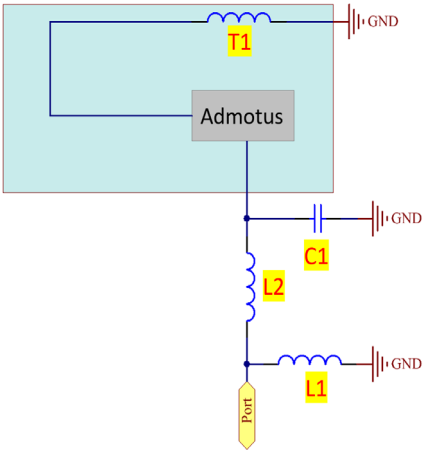 GND
T1
Admotus
GND
C1
L2
GND
L1
Port